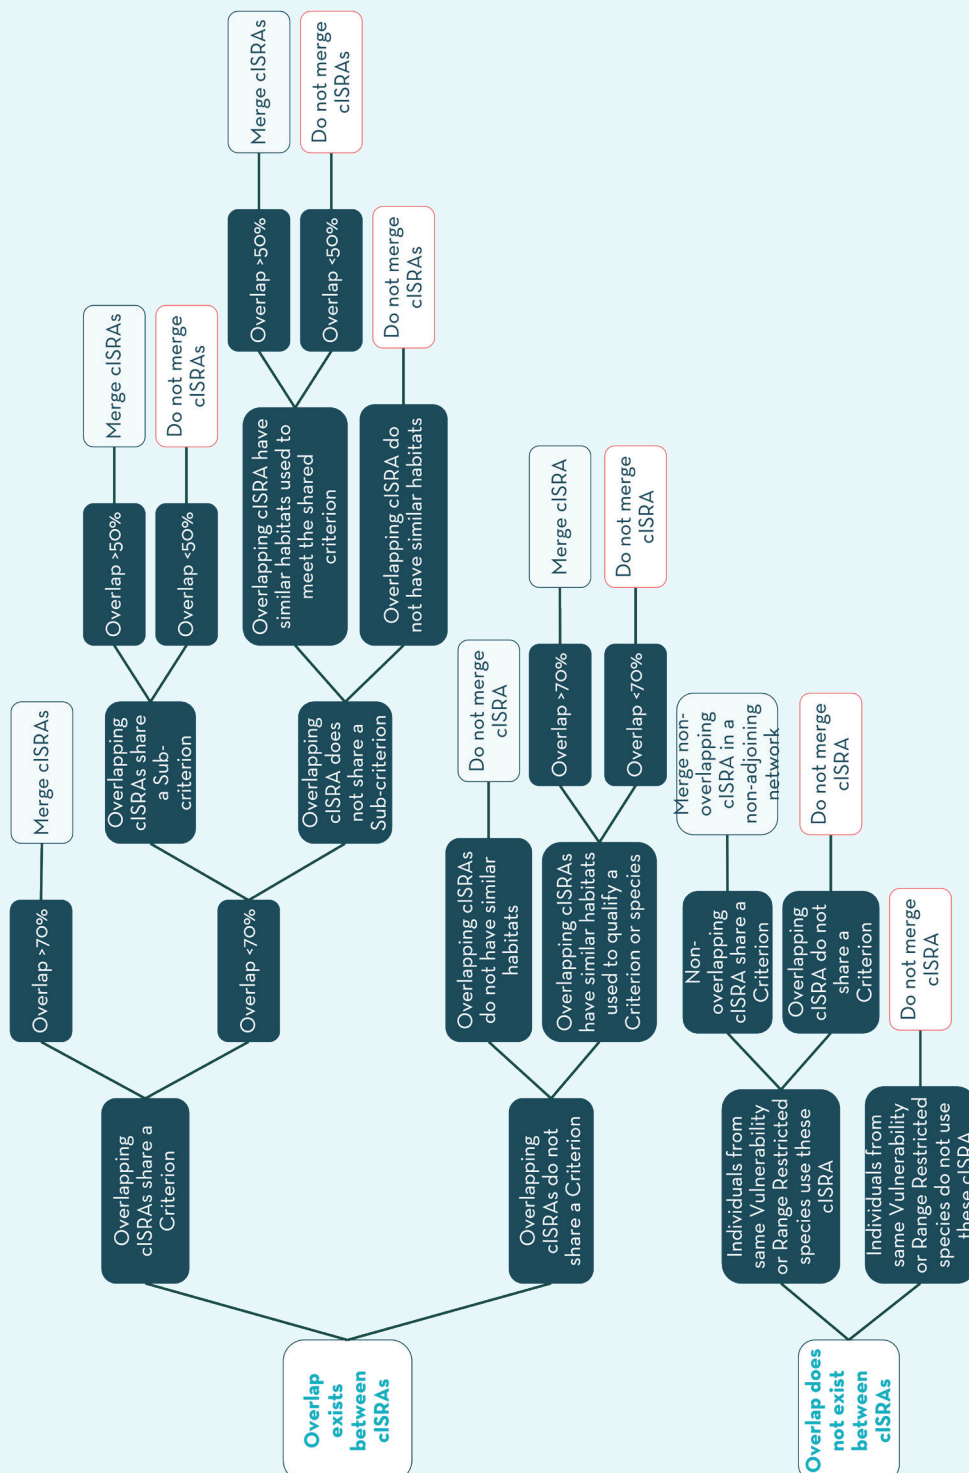 Overlap
exists
between
cISRAs
Overlapping
cISRAs share a
Criterion
Overlap >70%
Merge cISRAs
Overlap <70%
Overlapping
cISRAs share
a Sub-
criterion
Overlap >50%
Merge cISRAs
Overlap <50%
Do not merge
cISRAs
Overlapping
cISRA does
not share a
Sub-criterion
Overlapping cISRA have
similar habitats used to
meet the shared
criterion
Overlap >50%
Merge cISRAs
Overlap <50%
Do not merge
cISRAs
Overlapping cISRA do
not have similar habitats
Do not merge
cISRAs
Overlapping
cISRAs do not
share a Criterion
Overlapping cISRAs
do not have similar
habitats
Do not merge
cISRA
Overlapping cISRAs
have similar habitats
used to qualify a
Criterion or species
Overlap >70%
Merge cISRA
Overlap <70%
Do not merge
cISRA
Overlap does
not exist
between
cISRAs
Individuals from
same Vulnerability
or Range Restricted
species use these
cISRA
Non-
overlapping
cISRA share a
Criterion
Merge non-
overlapping
cISRA in a
non-adjoining
network
Overlapping
cISRA do not
share a
Criterion
Do not merge
cISRA
Individuals from
same Vulnerability
or Range Restricted
species do not use
these cISRA
Do not merge
cISRA